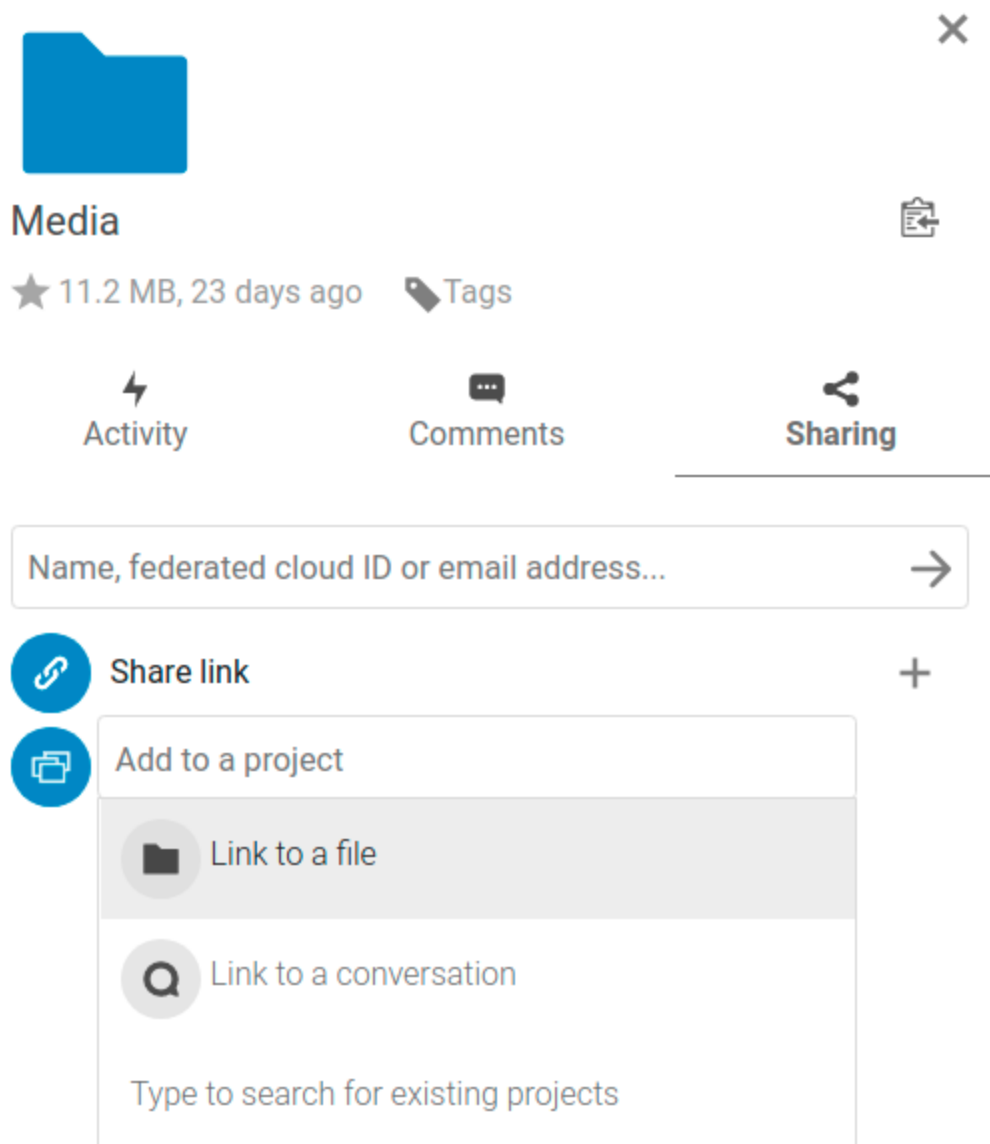 Media
11.2 MB, 23 days ago Tags
Activity Comments Sharing
Name, federated cloud ID or email address...
Share link
Add to a project
Link to a file
Link to a conversation
Type to search for existing projects